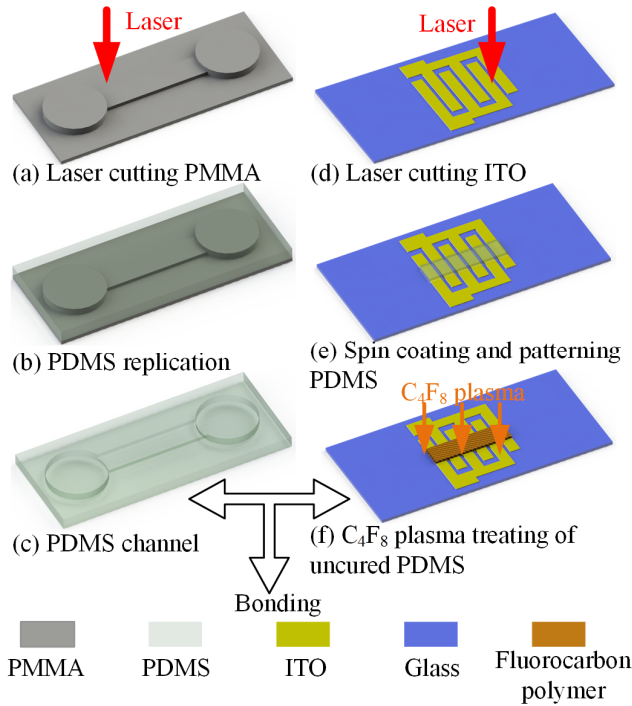 Laser
Laser
(a) Laser cutting PMMA
(d) Laser cutting ITO
(b) PDMS replication
(e) Spin coating and patterning
PDMS
C₄F₈ plasma
(c) PDMS channel
(f) C₄F₈ plasma treating of
uncured PDMS
Bonding
PMMA
PDMS
ITO
Glass
Fluorocarbon
polymer